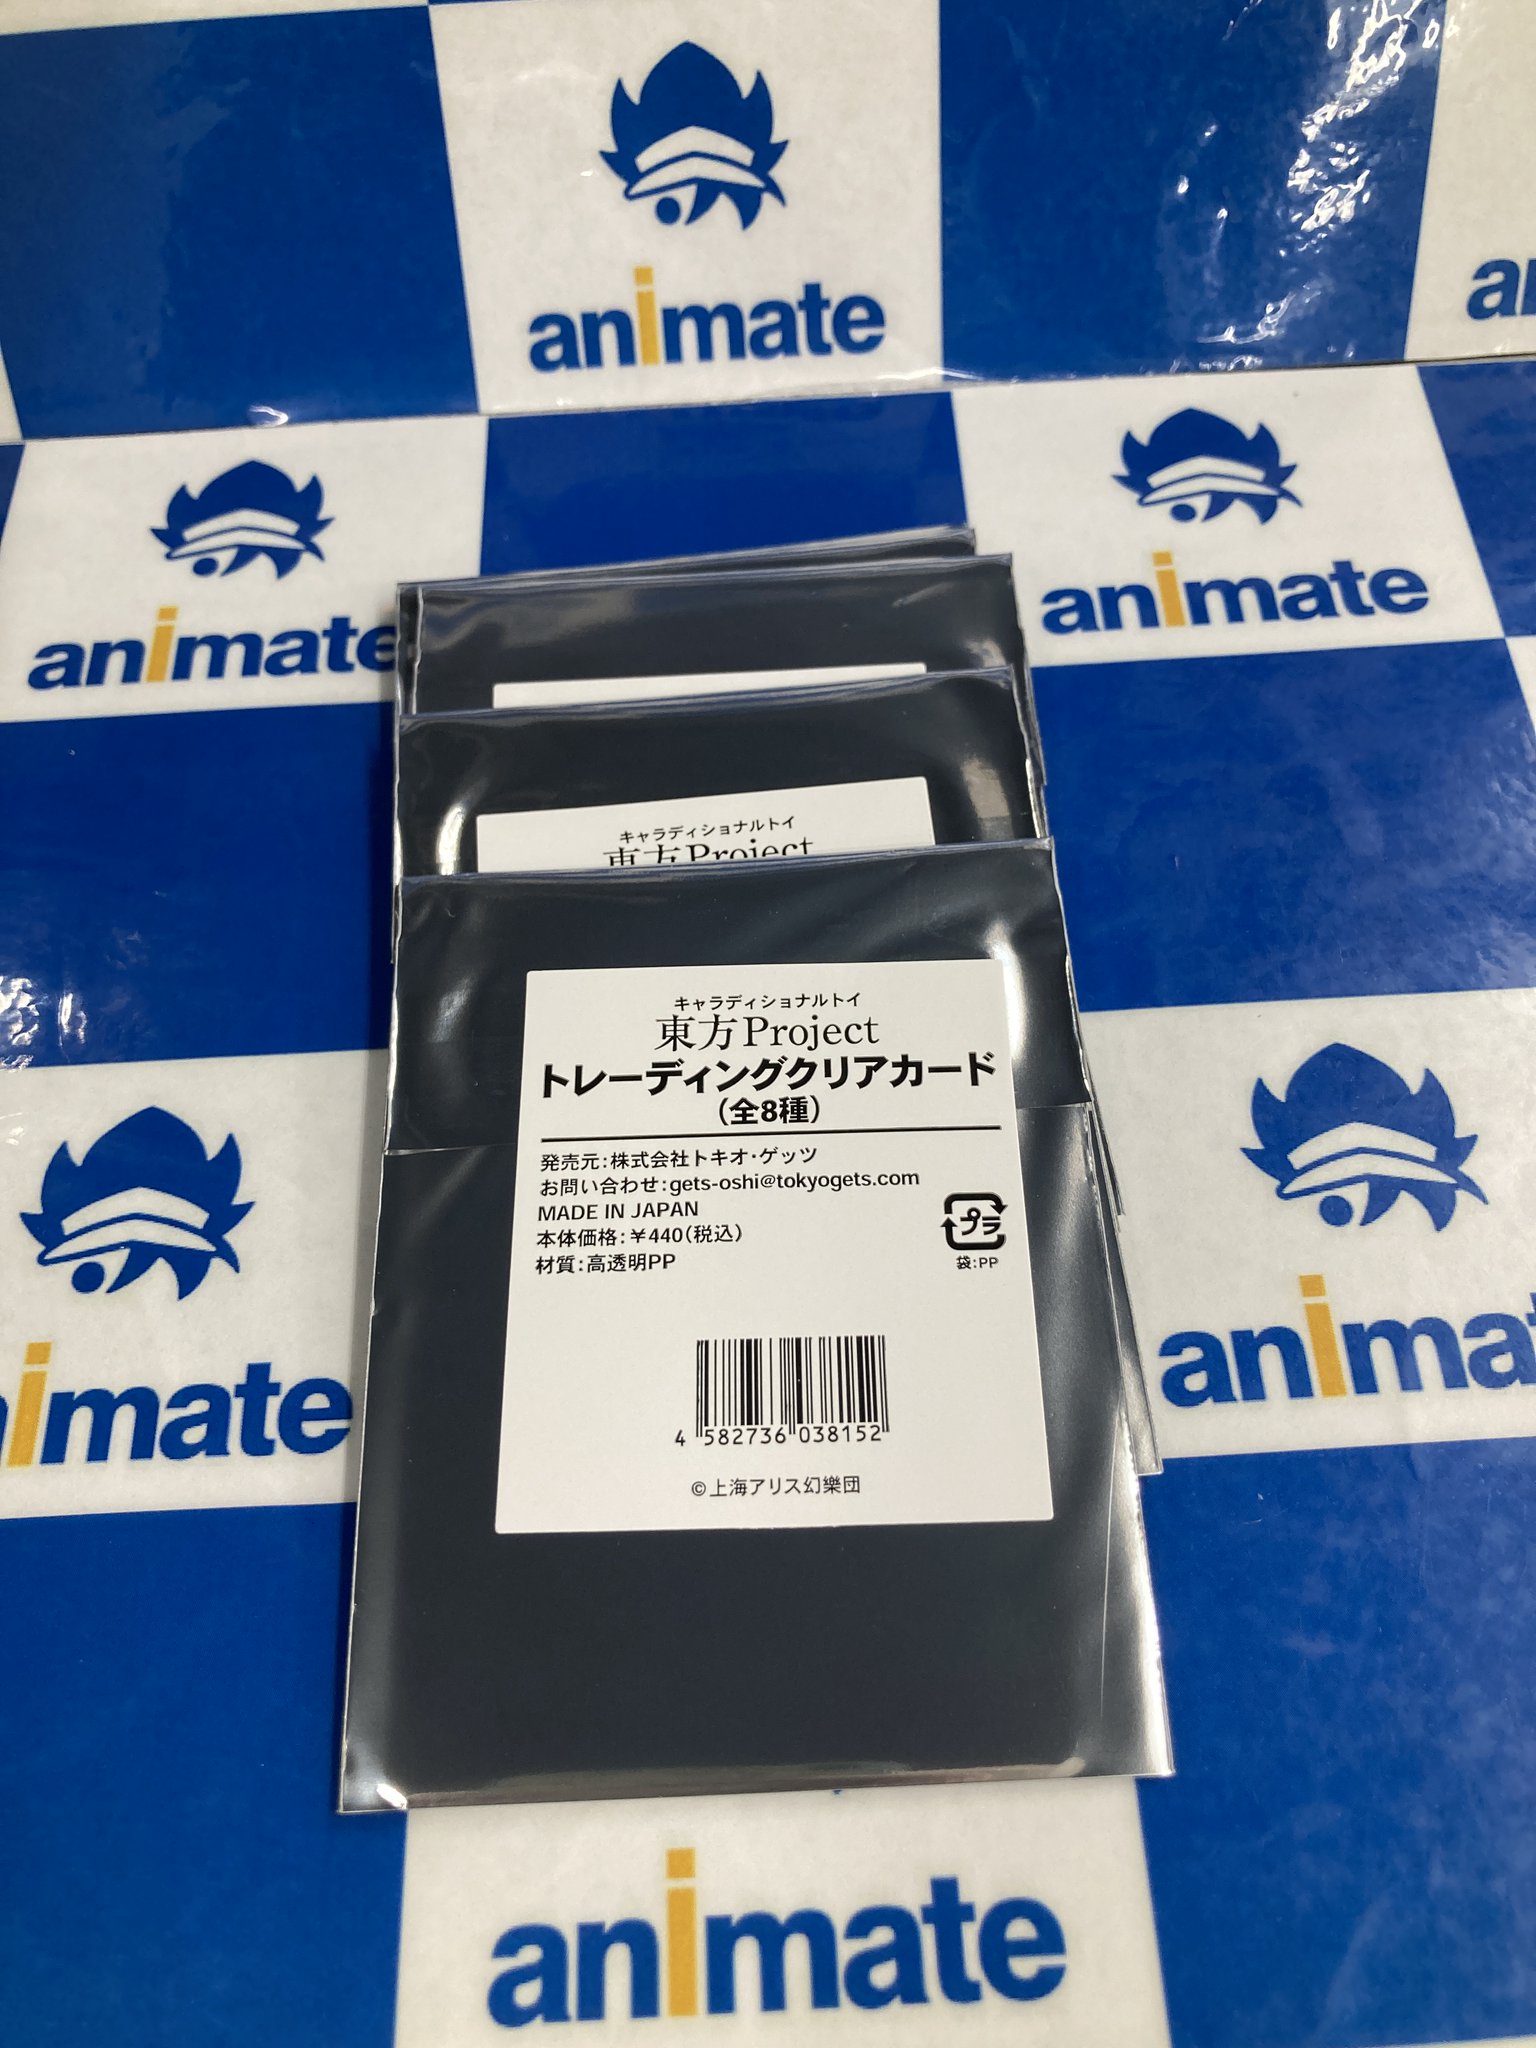 animate
an
animate
animate
キャラディショナルトイ
東方Project
キャラディショナルトイ
東方Project
トレーディングクリアカード
(全8種)
発売元:株式会社トキオ・ゲッツ
お問い合わせ:gets-oshi@tokyogets.com
MADE IN JAPAN
本体価格:¥440(税込)
材質:高透明PP
プラ
袋:PP
4 582736 038152
©上海アリス幻樂団
imate
anima
animate